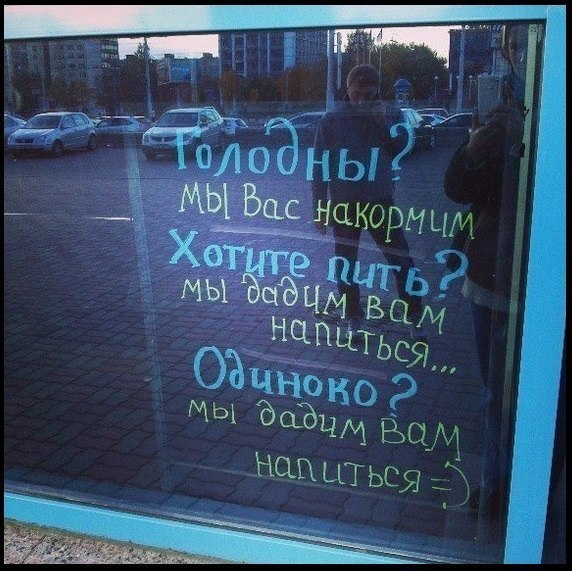 Голодны?
мы Вас накормим
Хотите пить?
мы дадим вам
напиться...
Одиноко?
мы дадим Вам
напиться =)